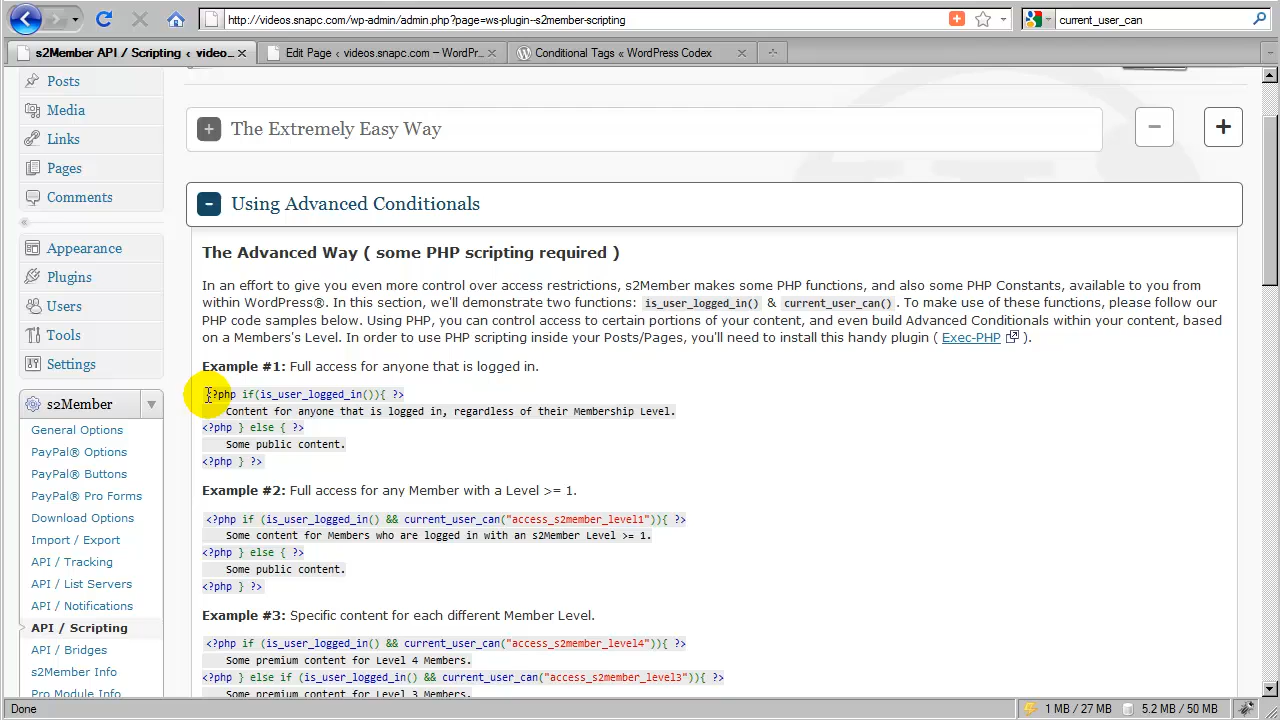 http://videos.snapc.com/wp-admin/admin.php?page=ws-plugin--s2member-scripting
current_user_can
s2Member API / Scripting ‹ video...
Edit Page ‹ videos.snapc.com — WordPr...
Conditional Tags « WordPress Codex
Posts
Media
Links
Pages
Comments
Appearance
Plugins
Users
Tools
Settings
s2Member
General Options
PayPal® Options
PayPal® Buttons
PayPal® Pro Forms
Download Options
Import / Export
API / Tracking
API / List Servers
API / Notifications
API / Scripting
API / Bridges
s2Member Info
Pro Module Info
The Extremely Easy Way
Using Advanced Conditionals
The Advanced Way ( some PHP scripting required )
In an effort to give you even more control over access restrictions, s2Member makes some PHP functions, and also some PHP Constants, available to you from
within WordPress®. In this section, we'll demonstrate two functions: is_user_logged_in() & current_user_can(). To make use of these functions, please follow our
PHP code samples below. Using PHP, you can control access to certain portions of your content, and even build Advanced Conditionals within your content, based
on a Members's Level. In order to use PHP scripting inside your Posts/Pages, you'll need to install this handy plugin ( Exec-PHP ).
Example #1: Full access for anyone that is logged in.
<?php if(is_user_logged_in()){ ?>
Content for anyone that is logged in, regardless of their Membership Level.
<?php } else { ?>
Some public content.
<?php } ?>
Example #2: Full access for any Member with a Level >= 1.
<?php if (is_user_logged_in() && current_user_can("access_s2member_level1")){ ?>
Some content for Members who are logged in with an s2Member Level >= 1.
<?php } else { ?>
Some public content.
<?php } ?>
Example #3: Specific content for each different Member Level.
<?php if (is_user_logged_in() && current_user_can("access_s2member_level4")){ ?>
Some premium content for Level 4 Members.
<?php } else if (is_user_logged_in() && current_user_can("access_s2member_level3")){ ?>
Some premium content for Level 3 Members.
Done
1 MB / 27 MB
5.2 MB / 50 MB